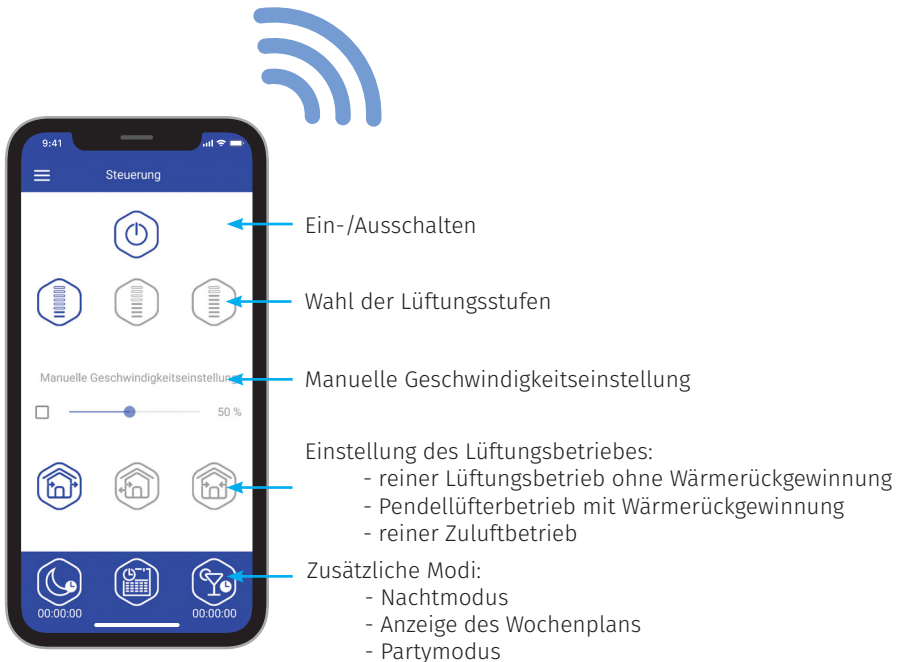 9:41
Steuerung
Ein-/Ausschalten
Wahl der Lüftungsstufen
Manuelle Geschwindigkeitseinstellung
Manuelle Geschwindigkeitseinstellung
50 %
Einstellung des Lüftungsbetriebes:
- reiner Lüftungsbetrieb ohne Wärmerückgewinnung
- Pendellüfterbetrieb mit Wärmerückgewinnung
- reiner Zuluftbetrieb
Zusätzliche Modi:
- Nachtmodus
- Anzeige des Wochenplans
- Partymodus
00:00:00
00:00:00